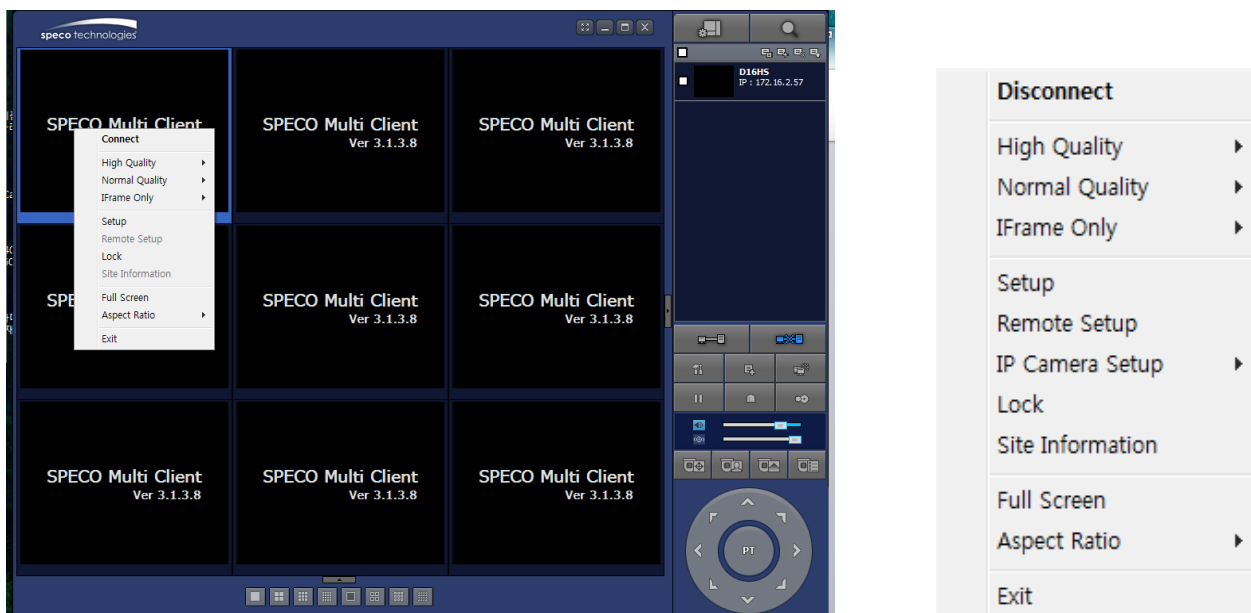 speco technologies
D16HS
IP : 172.16.2.57
SPECO Multi Client
SPECO Multi Client
Ver 3.1.3.8
SPECO Multi Client
Ver 3.1.3.8
Connect
High Quality
Normal Quality
IFrame Only
Setup
Remote Setup
Lock
Site Information
Full Screen
Aspect Ratio
Exit
SPE
SPECO Multi Client
Ver 3.1.3.8
SPECO Multi Client
Ver 3.1.3.8
SPECO Multi Client
Ver 3.1.3.8
SPECO Multi Client
Ver 3.1.3.8
SPECO Multi Client
Ver 3.1.3.8
PT
Disconnect
High Quality
Normal Quality
IFrame Only
Setup
Remote Setup
IP Camera Setup
Lock
Site Information
Full Screen
Aspect Ratio
Exit